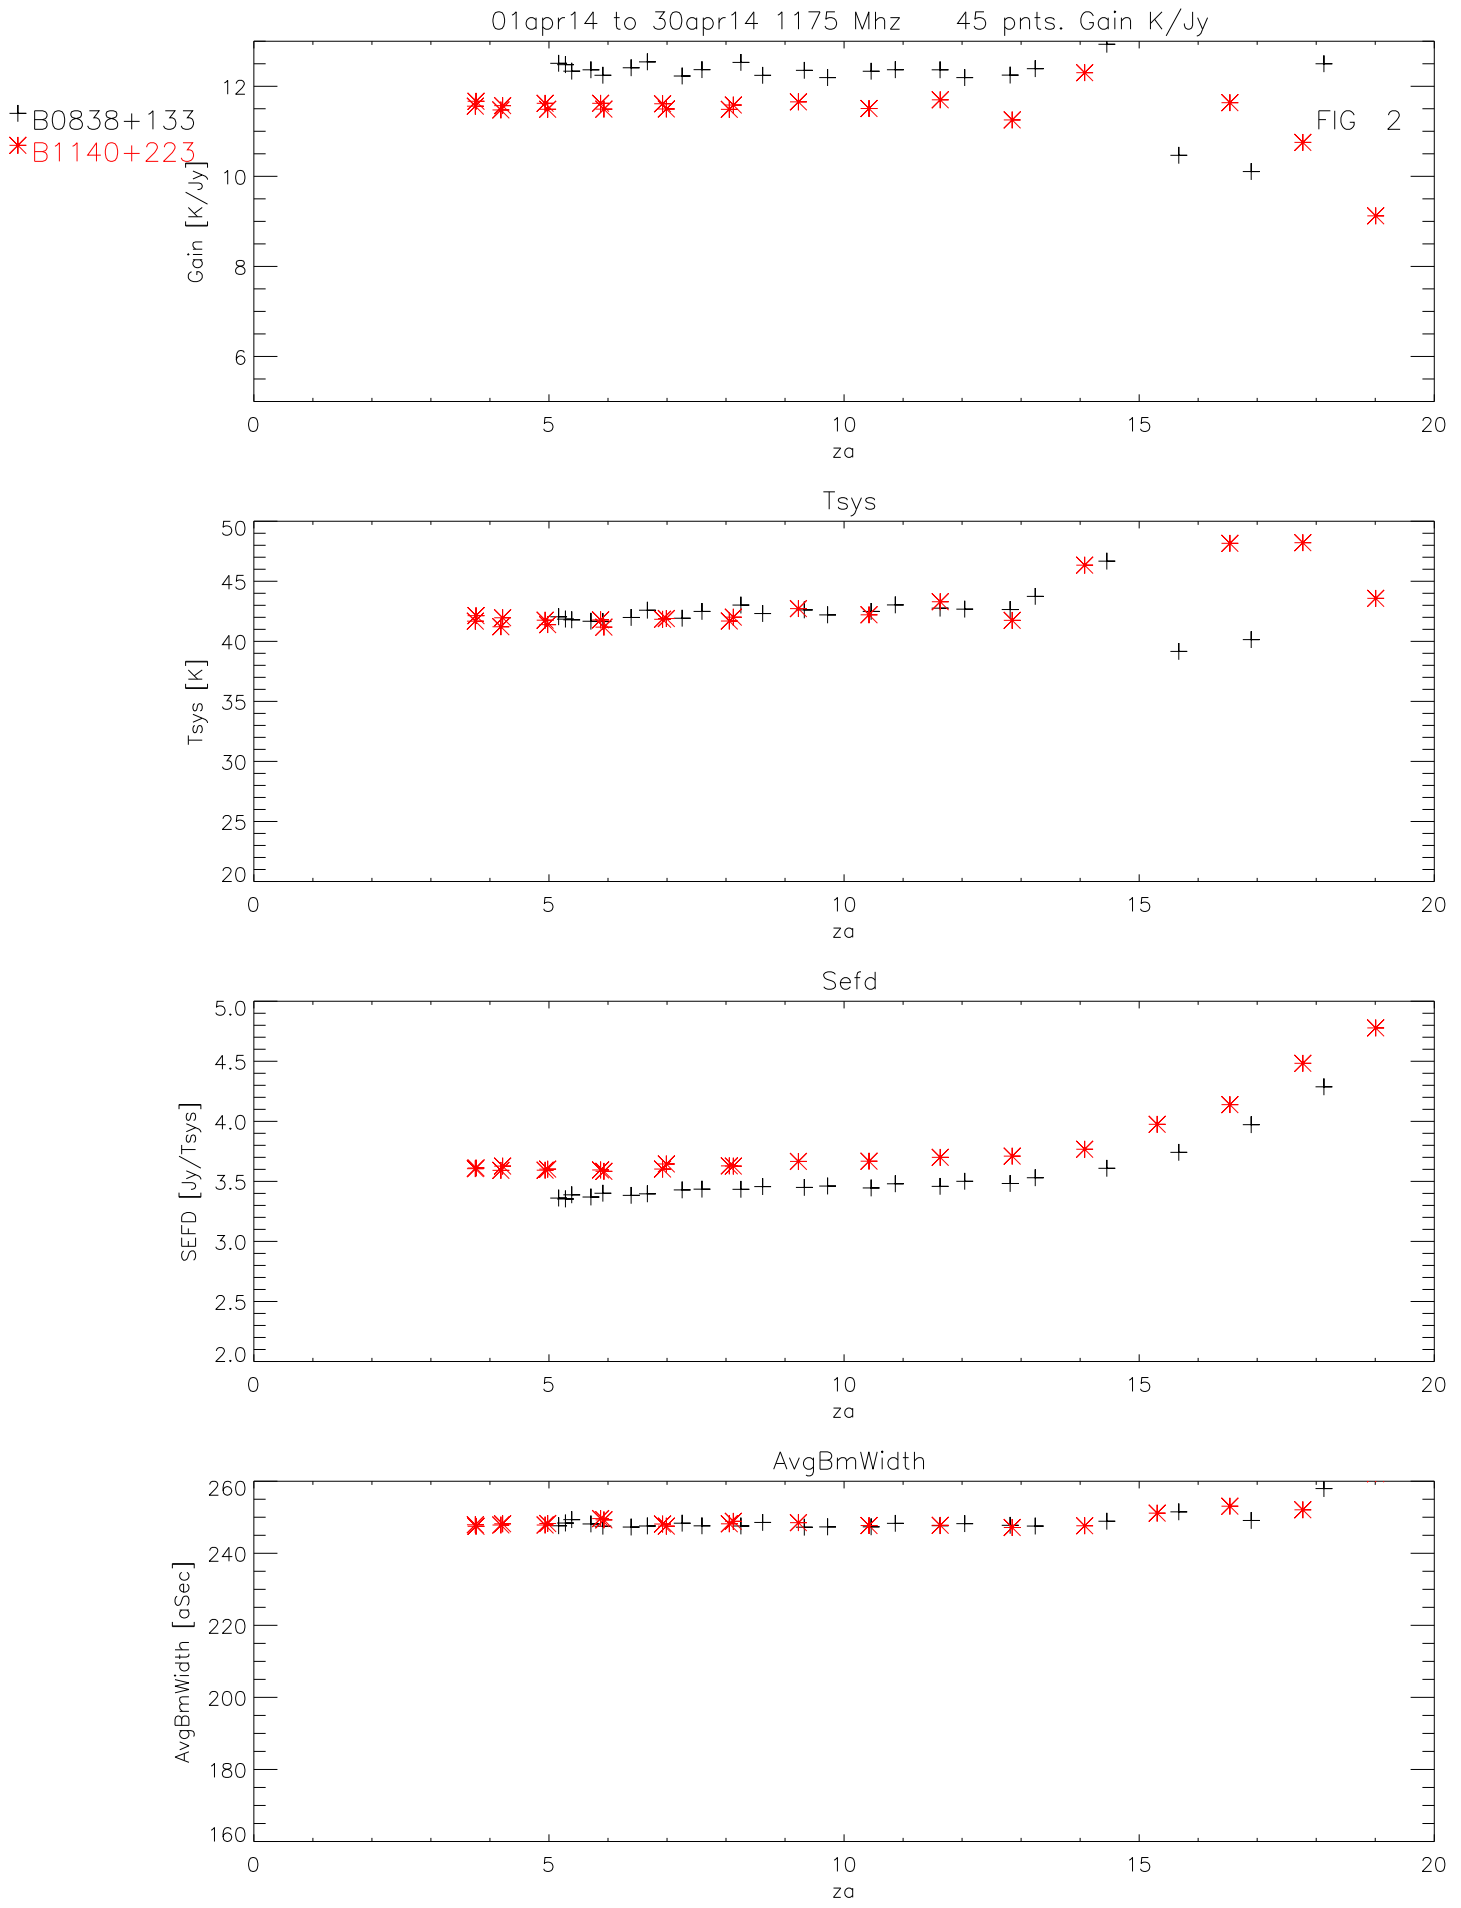 01apr14 to 30apr14 1175 Mhz 45 pnts. Gain K/Jy
+ B0838+133
* B1140+223
FIG 2
Gain [K/Jy]
12
10
8
6
0 5 10 15 20
za
Tsys
Tsys [K]
50
45
40
35
30
25
20
0 5 10 15 20
za
Sefd
SEFD [Jy/Tsys]
5.0
4.5
4.0
3.5
3.0
2.5
2.0
0 5 10 15 20
za
AvgBmWidth
AvgBmWidth [aSec]
260
240
220
200
180
160
0 5 10 15 20
za